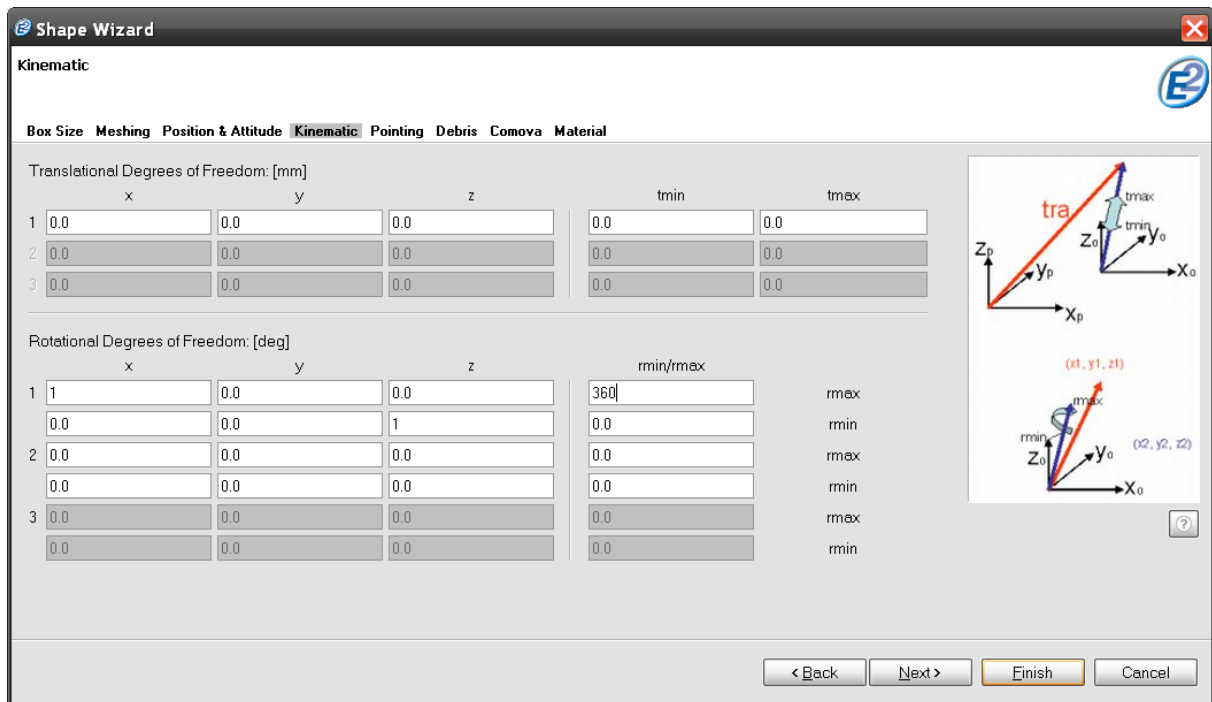 Shape Wizard
Kinematic
Box Size Meshing Position & Attitude Kinematic Pointing Debris Comova Material
Translational Degrees of Freedom: [mm]
x y z tmin tmax
1 0.0 0.0 0.0 0.0 0.0
2 0.0 0.0 0.0 0.0 0.0
3 0.0 0.0 0.0 0.0 0.0
Rotational Degrees of Freedom: [deg]
x y z rmin/rmax
1 1 0.0 0.0 360 rmax
0.0 0.0 1 0.0 rmin
2 0.0 0.0 0.0 0.0 rmax
0.0 0.0 0.0 0.0 rmin
3 0.0 0.0 0.0 0.0 rmax
0.0 0.0 0.0 0.0 rmin
E2
tra
tmax
tmin
Zo
yo
Xo
Zp
yp
Xp
(x1, y1, z1)
rmax
rmin
Zo
yo
(x2, y2, z2)
Xo
?
< Back Next > Finish Cancel